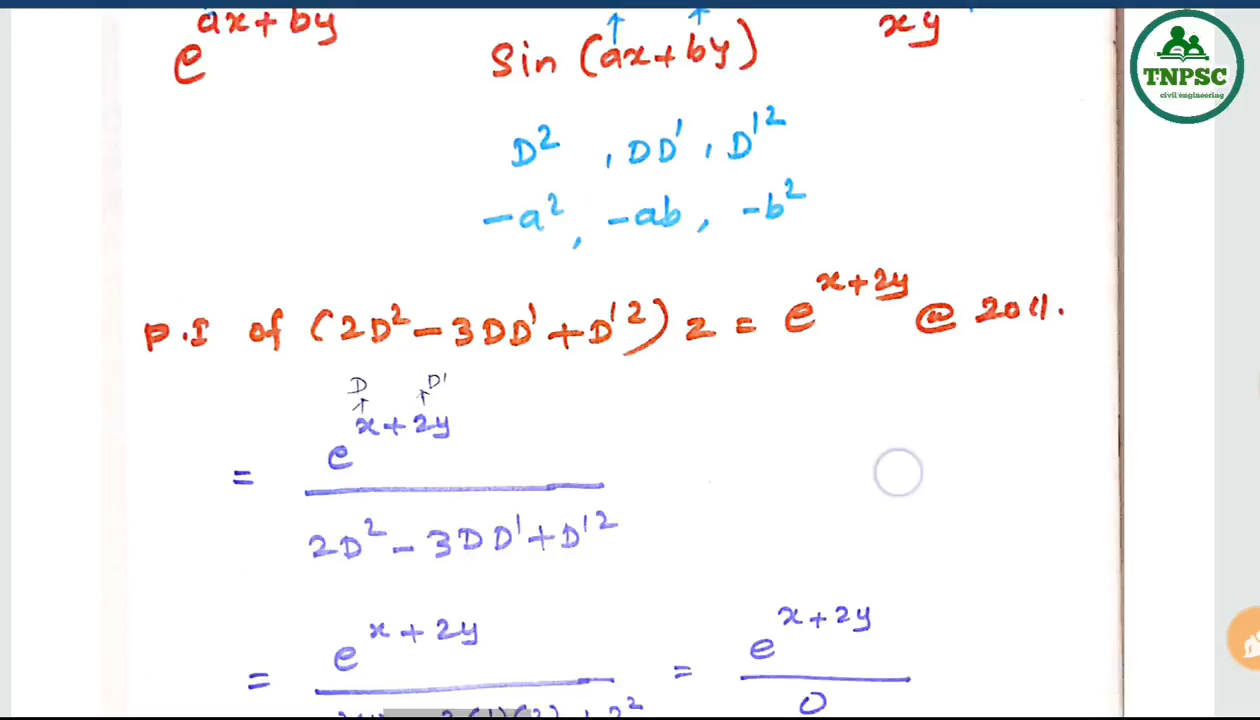 e^{ax+by} sin (ax+by) xy
TNPSC
civil engineering
D², DD', D'²
-a², -ab, -b²
P.I of (2D² - 3DD' + D'²) z = e^{x+2y} @ 2011.
D D'
= e^{x+2y}
2D² - 3DD' + D'²
= e^{x+2y} = e^{x+2y}
0